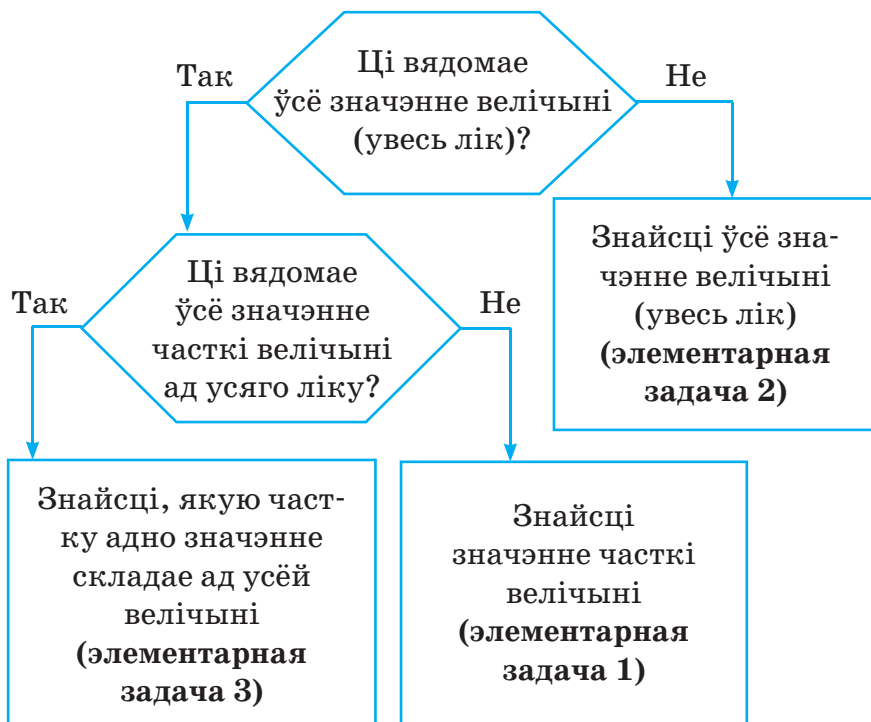 Ці вядомае
ўсё значэнне велічыні
(увесь лік)?
Так
Не
Знайсці ўсё зна-
чэнне велічыні
(увесь лік)
(элементарная
задача 2)
Ці вядомае
ўсё значэнне
часткі велічыні
ад усяго ліку?
Так
Не
Знайсці, якую част-
ку адно значэнне
складае ад усёй
велічыні
(элементарная
задача 3)
Знайсці
значэнне часткі
велічыні
(элементарная
задача 1)